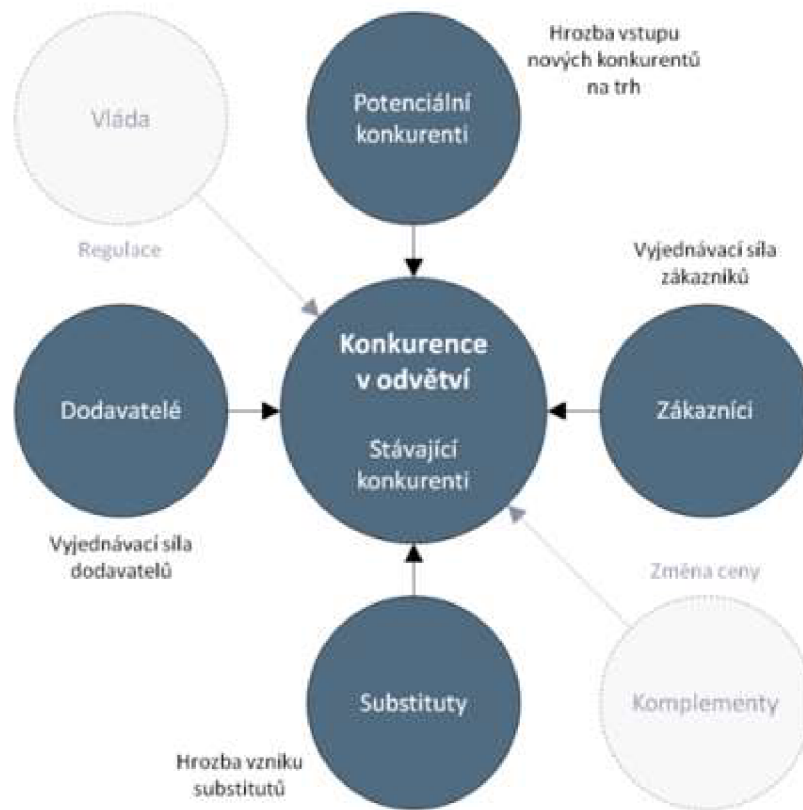 Hrozba vstupu
nových konkurentů
na trh
Vláda
Potenciální
konkurenti
Regulace
Vyjednávací síla
zákazníků
Konkurence
v odvětví
Stávající
konkurenti
Dodavatelé
Zákazníci
Vyjednávací síla
dodavatelů
Změna ceny
Substituty
Komplementy
Hrozba vzniku
substitutů